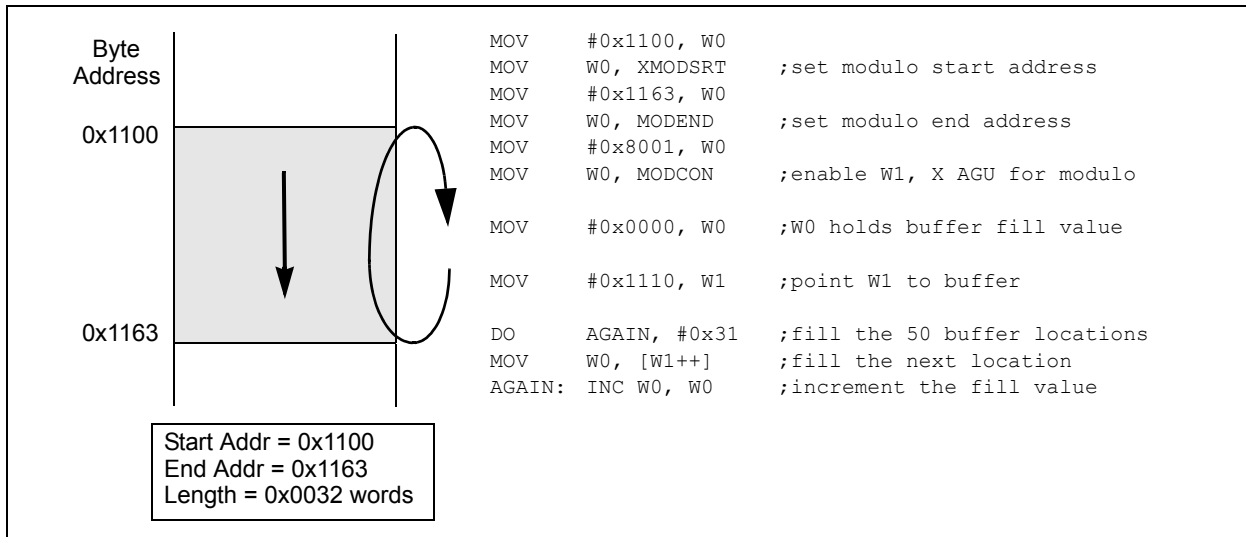 Byte
Address
0x1100
0x1163
Start Addr = 0x1100
End Addr = 0x1163
Length = 0x0032 words
MOV #0x1100, W0
MOV W0, XMODSRT ;set modulo start address
MOV #0x1163, W0
MOV W0, MODEND ;set modulo end address
MOV #0x8001, W0
MOV W0, MODCON ;enable W1, X AGU for modulo
MOV #0x0000, W0 ;W0 holds buffer fill value
MOV #0x1110, W1 ;point W1 to buffer
DO AGAIN, #0x31 ;fill the 50 buffer locations
MOV W0, [W1++] ;fill the next location
AGAIN: INC W0, W0 ;increment the fill value